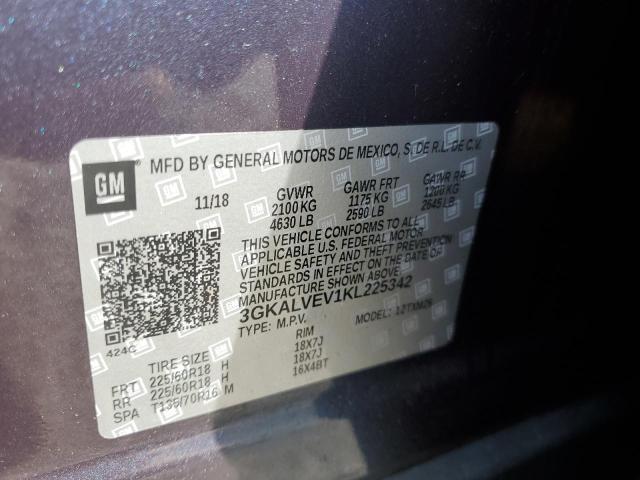 GM
MFD BY GENERAL MOTORS DE MEXICO, S. DE R.L. DE C.V.
11/18 GVWR GAWR FRT GAWR RR
2100 KG 1175 KG 1200 KG
4630 LB 2590 LB 2645 LB
THIS VEHICLE CONFORMS TO ALL
APPLICABLE U.S. FEDERAL MOTOR
VEHICLE SAFETY AND THEFT PREVENTION
STANDARDS IN EFFECT ON THE DATE OF
MANUFACTURE SHOWN ABOVE.
3GKALVEV1KL225342
TYPE: M.P.V. MODEL: 12TXM26
424C
TIRE SIZE RIM
FRT 225/60R18 H 18X7J
RR 225/60R18 H 18X7J
SPA T135/70R16 M 16X4BT